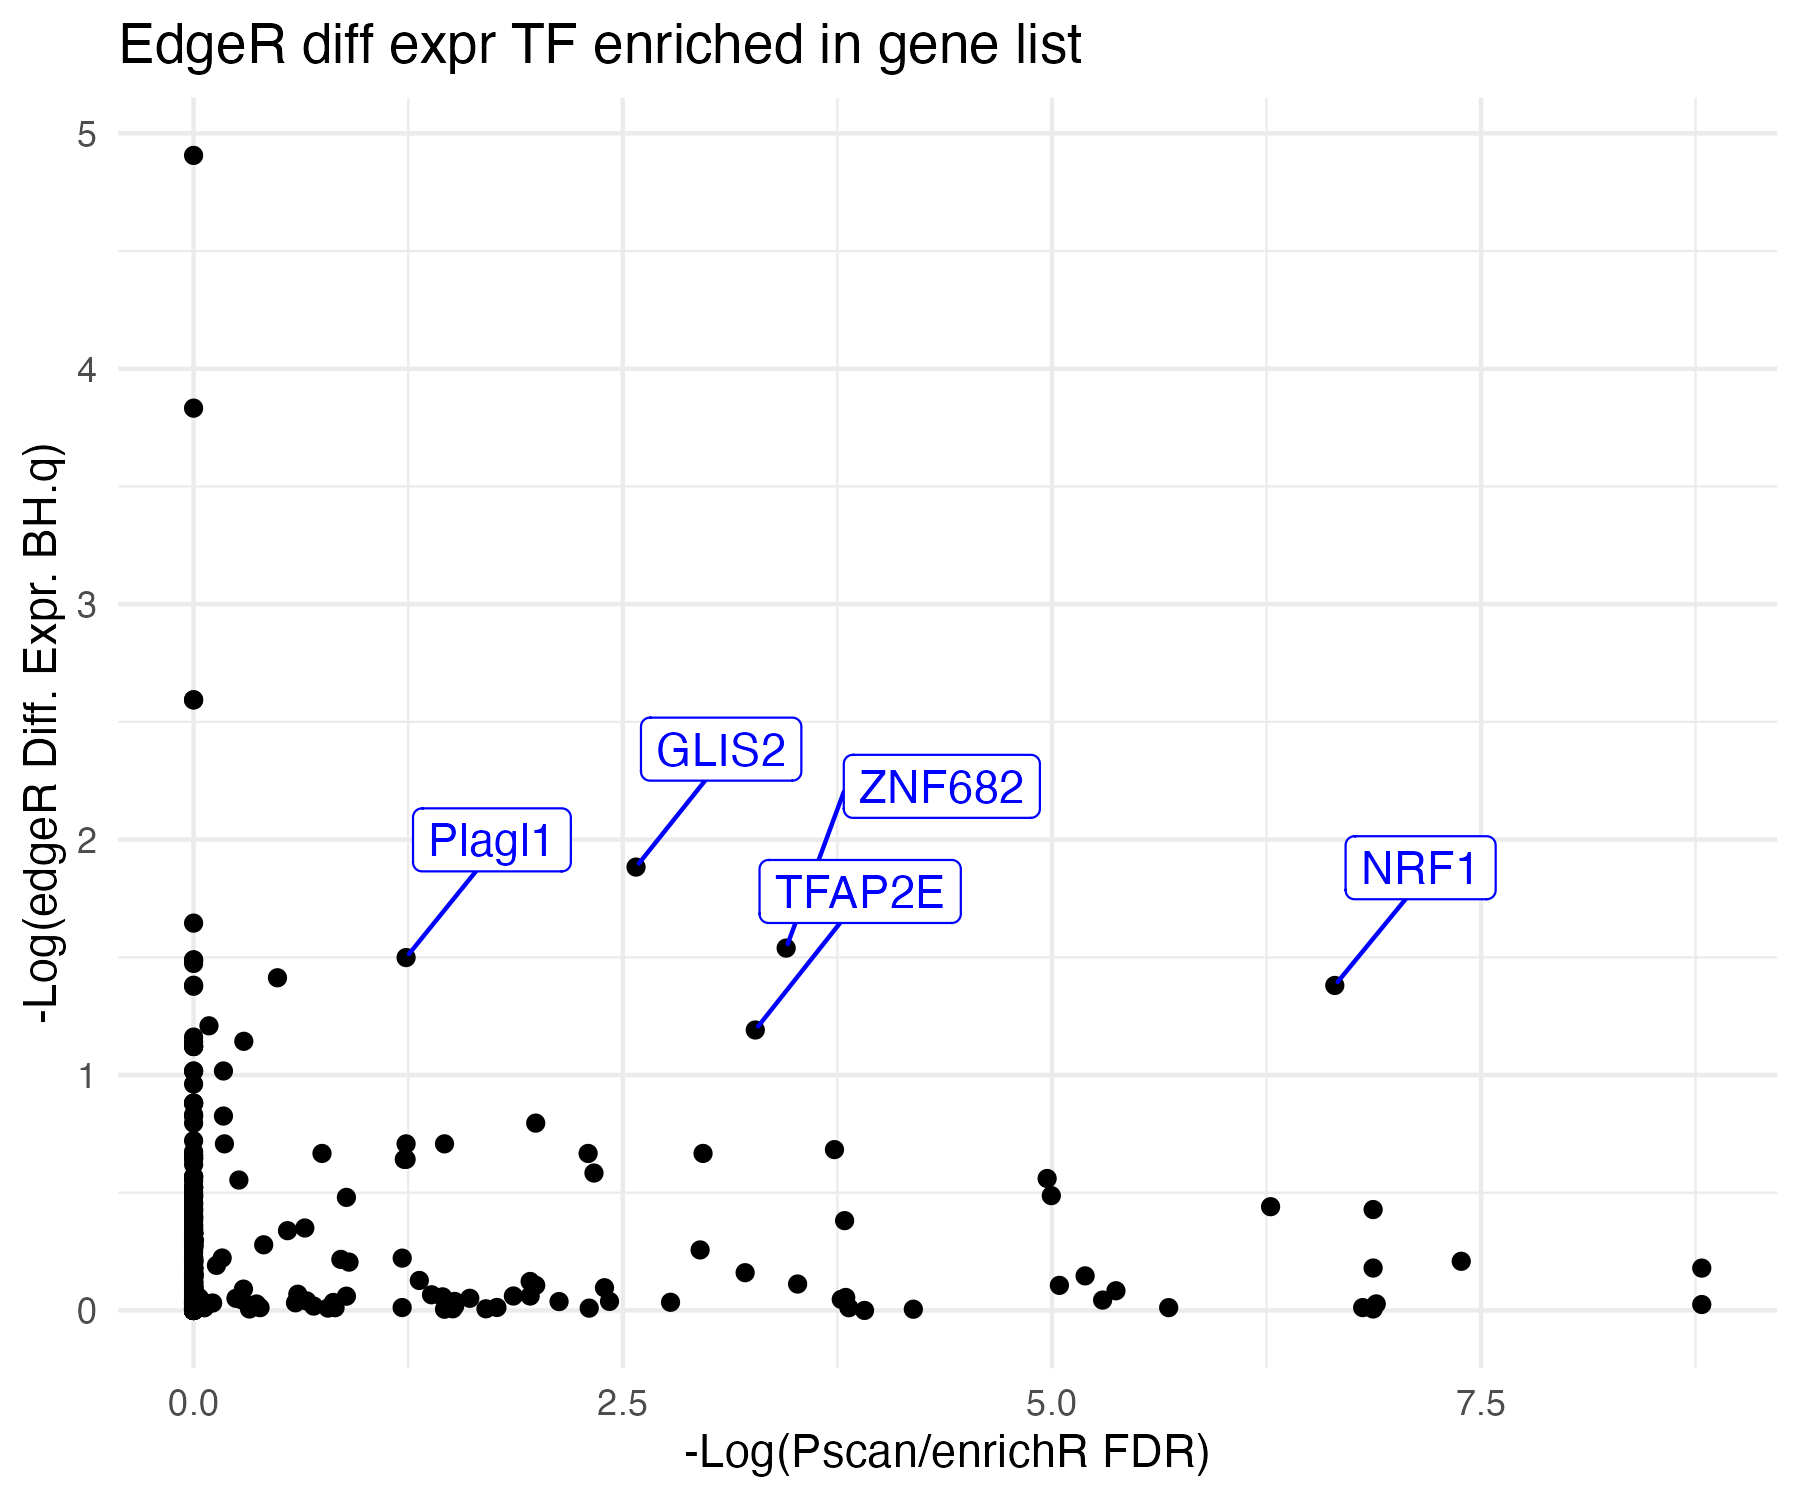 EdgeR diff expr TF enriched in gene list
-Log(edgeR Diff. Expr. BH.q)
5
4
3
2
1
0
GLIS2
ZNF682
Plagl1
TFAP2E
NRF1
0.0 2.5 5.0 7.5
-Log(Pscan/enrichR FDR)